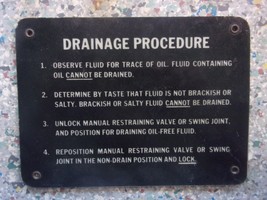 DRAINAGE PROCEDURE
1. OBSERVE FLUID FOR TRACE OF OIL. FLUID CONTAINING
OIL CANNOT BE DRAINED.
2. DETERMINE BY TASTE THAT FLUID IS NOT BRACKISH OR
SALTY. BRACKISH OR SALTY FLUID CANNOT BE DRAINED.
3. UNLOCK MANUAL RESTRAINING VALVE OR SWING JOINT,
AND POSITION FOR DRAINING OIL-FREE FLUID.
4. REPOSITION MANUAL RESTRAINING VALVE OR SWING
JOINT IN THE NON-DRAIN POSITION AND LOCK.